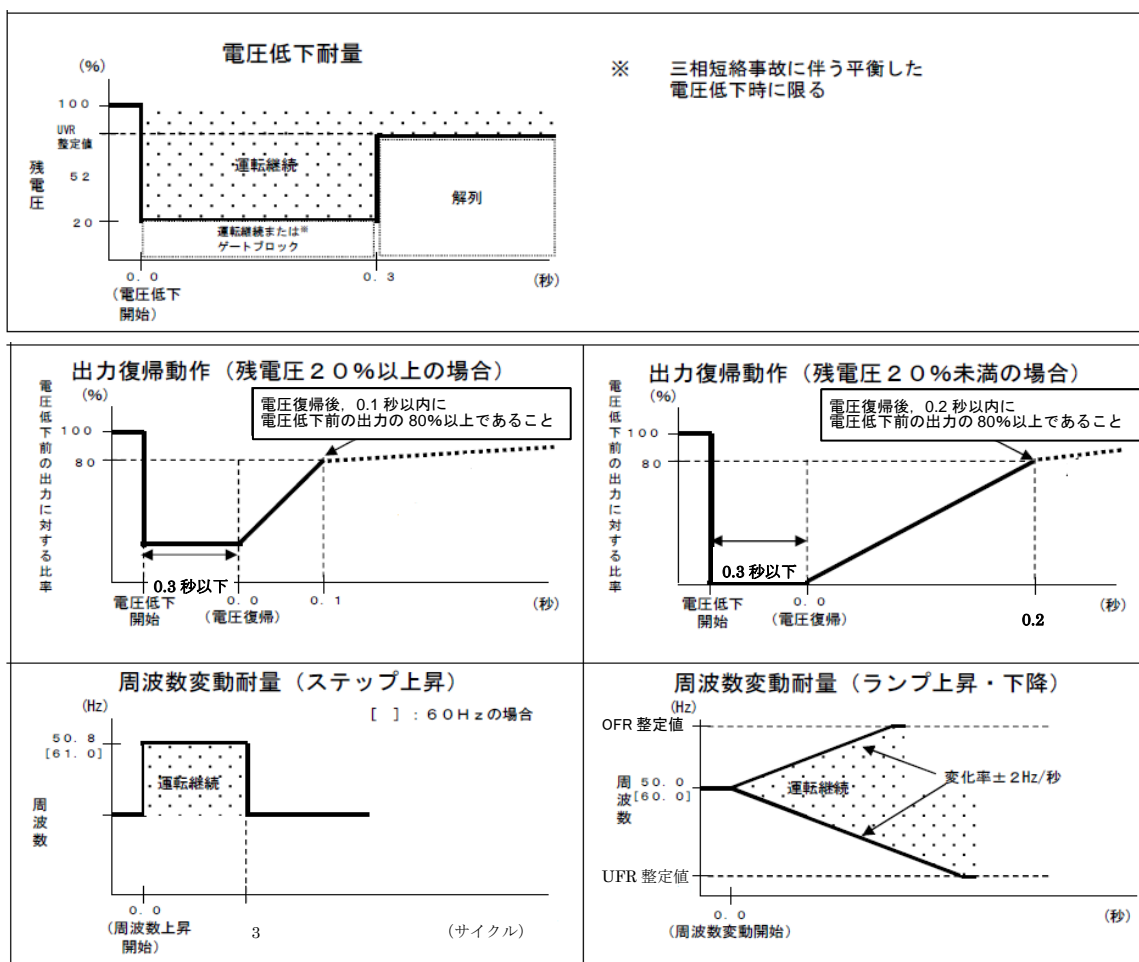 電圧低下耐量
(%)
100
UVR
整定値
残電圧
52
20
運転継続
解列
運転継続または※
ゲートブロック
0.0
(電圧低下
開始)
0.3
(秒)
※ 三相短絡事故に伴う平衡した
電圧低下時に限る
出力復帰動作(残電圧20%以上の場合)
電圧低下前の出力に対する比率
(%)
電圧復帰後,0.1秒以内に
電圧低下前の出力の80%以上であること
100
80
0.3秒以下
電圧低下
開始
0.0
(電圧復帰)
0.1
(秒)
出力復帰動作(残電圧20%未満の場合)
電圧低下前の出力に対する比率
(%)
電圧復帰後,0.2秒以内に
電圧低下前の出力の80%以上であること
100
80
0.3秒以下
電圧低下
開始
0.0
(電圧復帰)
0.2
(秒)
周波数変動耐量(ステップ上昇)
(Hz)
[ ]:60Hzの場合
50.8
[61.0]
運転継続
周波数
0.0
(周波数上昇
開始)
3
(サイクル)
周波数変動耐量(ランプ上昇・下降)
(Hz)
OFR整定値
変化率±2Hz/秒
周波数
50.0
[60.0]
運転継続
UFR整定値
0.0
(周波数変動開始)
(秒)